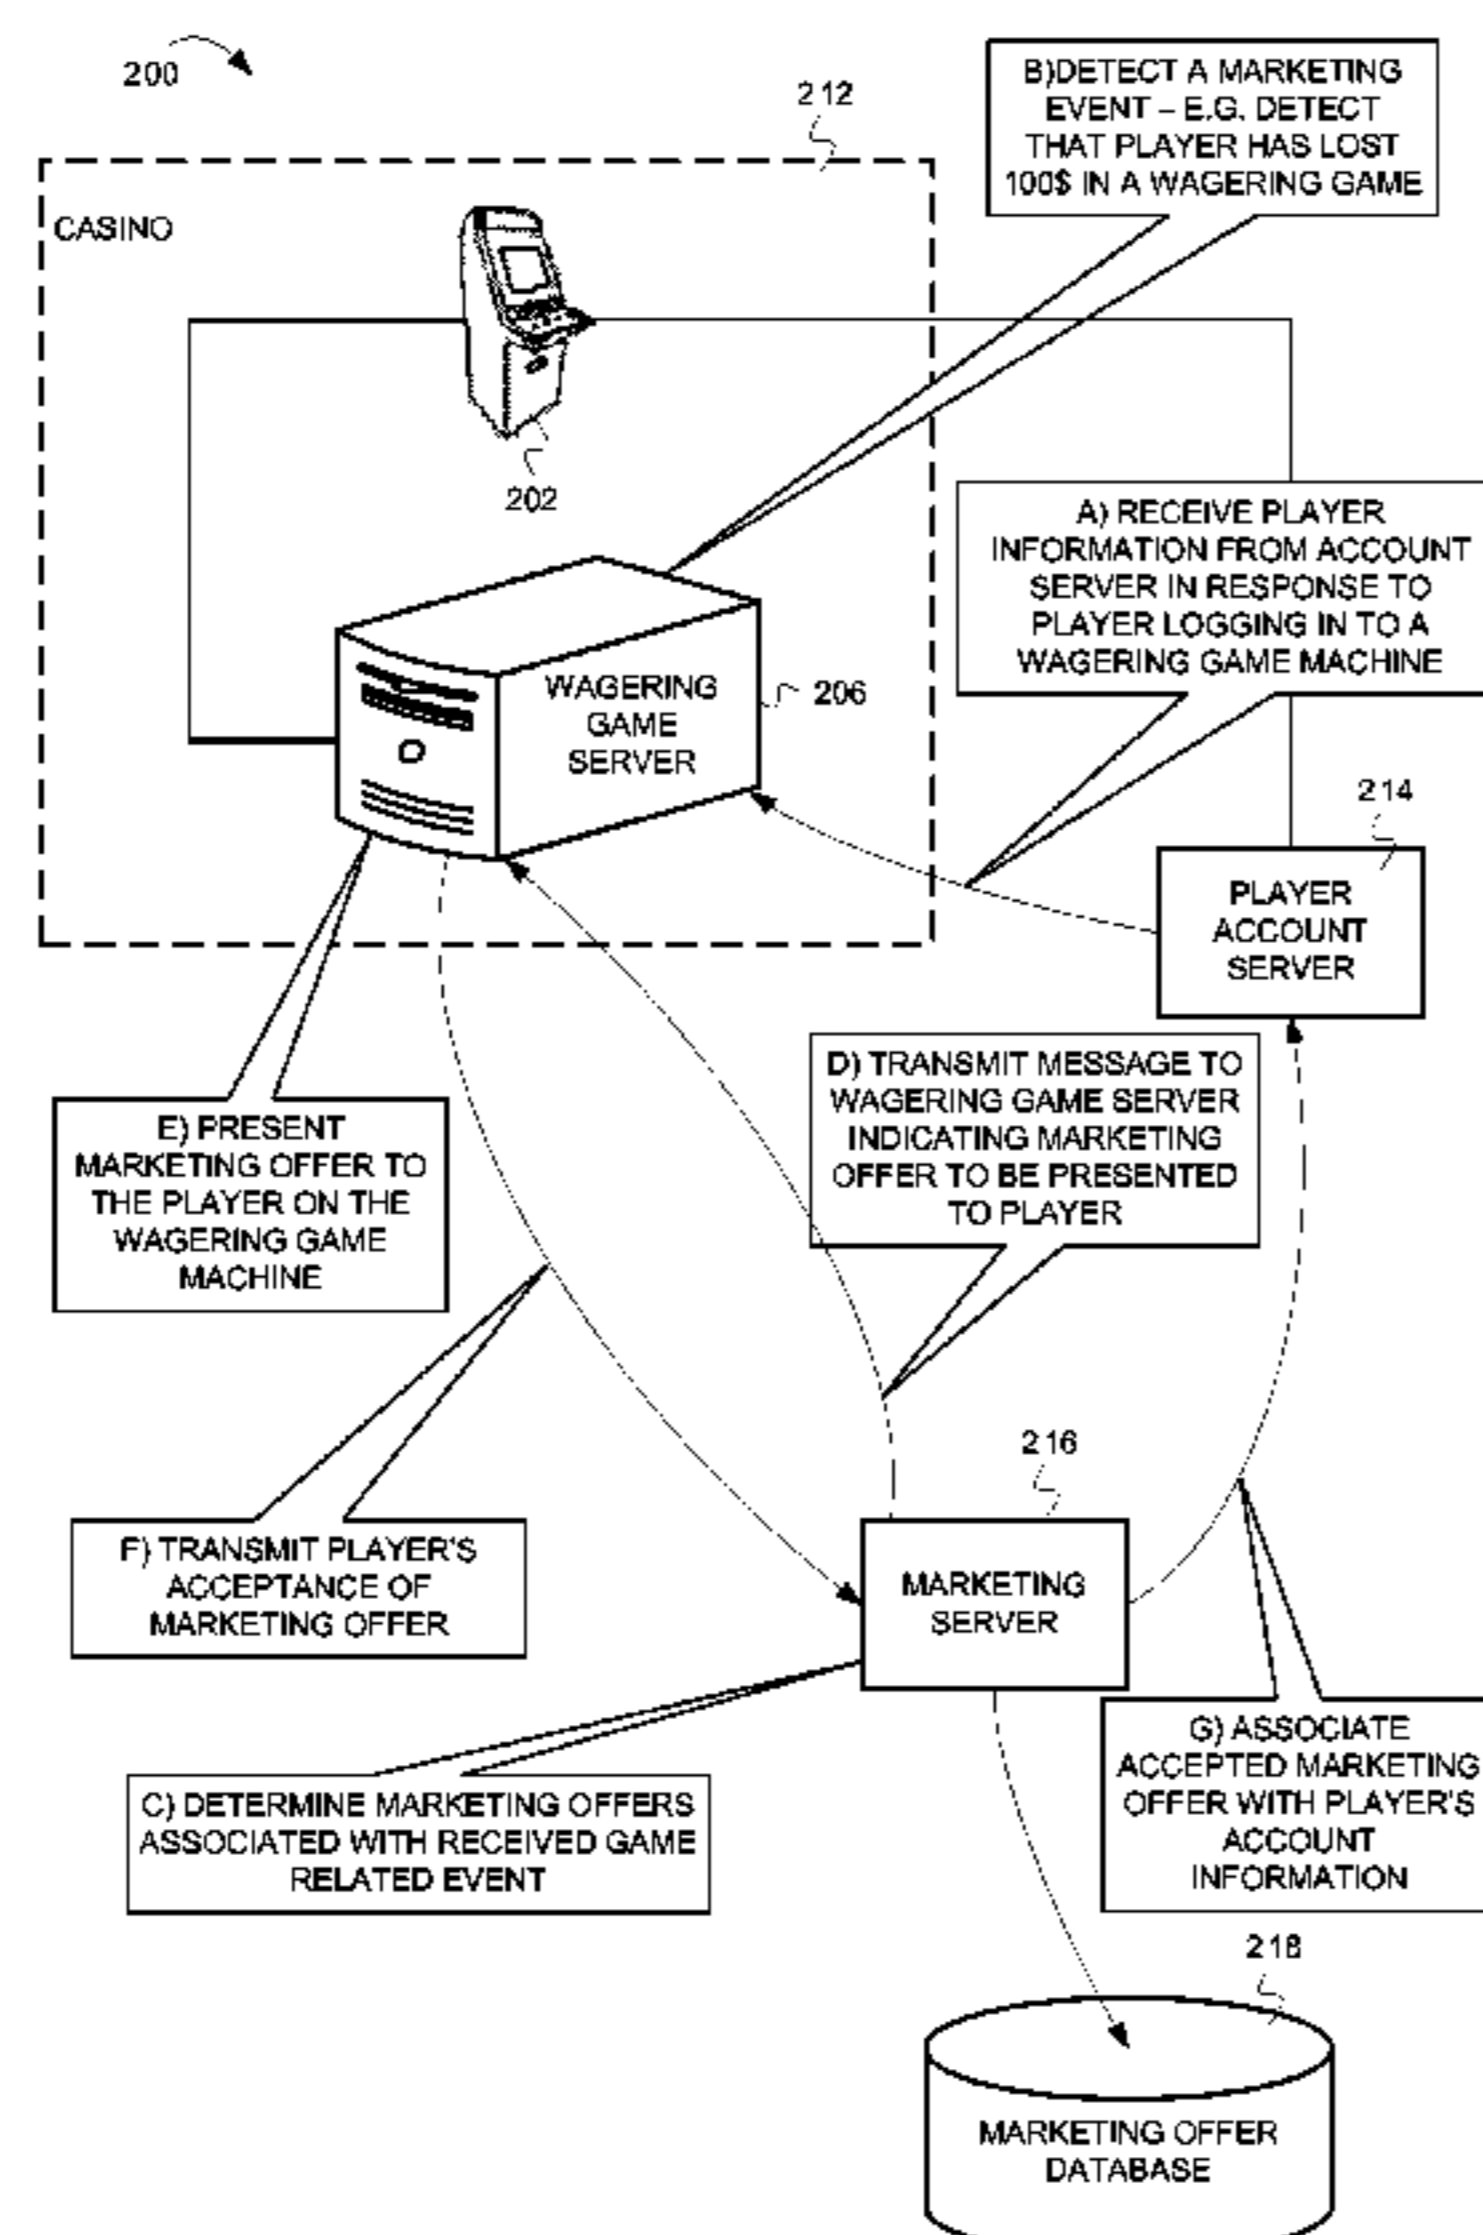 200
212
B)DETECT A MARKETING
EVENT – E.G. DETECT
THAT PLAYER HAS LOST
100$ IN A WAGERING GAME
CASINO
202
A) RECEIVE PLAYER
INFORMATION FROM ACCOUNT
SERVER IN RESPONSE TO
PLAYER LOGGING IN TO A
WAGERING GAME MACHINE
WAGERING
GAME
SERVER
206
214
PLAYER
ACCOUNT
SERVER
D) TRANSMIT MESSAGE TO
WAGERING GAME SERVER
INDICATING MARKETING
OFFER TO BE PRESENTED
TO PLAYER
E) PRESENT
MARKETING OFFER TO
THE PLAYER ON THE
WAGERING GAME
MACHINE
216
F) TRANSMIT PLAYER'S
ACCEPTANCE OF
MARKETING OFFER
MARKETING
SERVER
G) ASSOCIATE
ACCEPTED MARKETING
OFFER WITH PLAYER'S
ACCOUNT
INFORMATION
C) DETERMINE MARKETING OFFERS
ASSOCIATED WITH RECEIVED GAME
RELATED EVENT
218
MARKETING OFFER
DATABASE